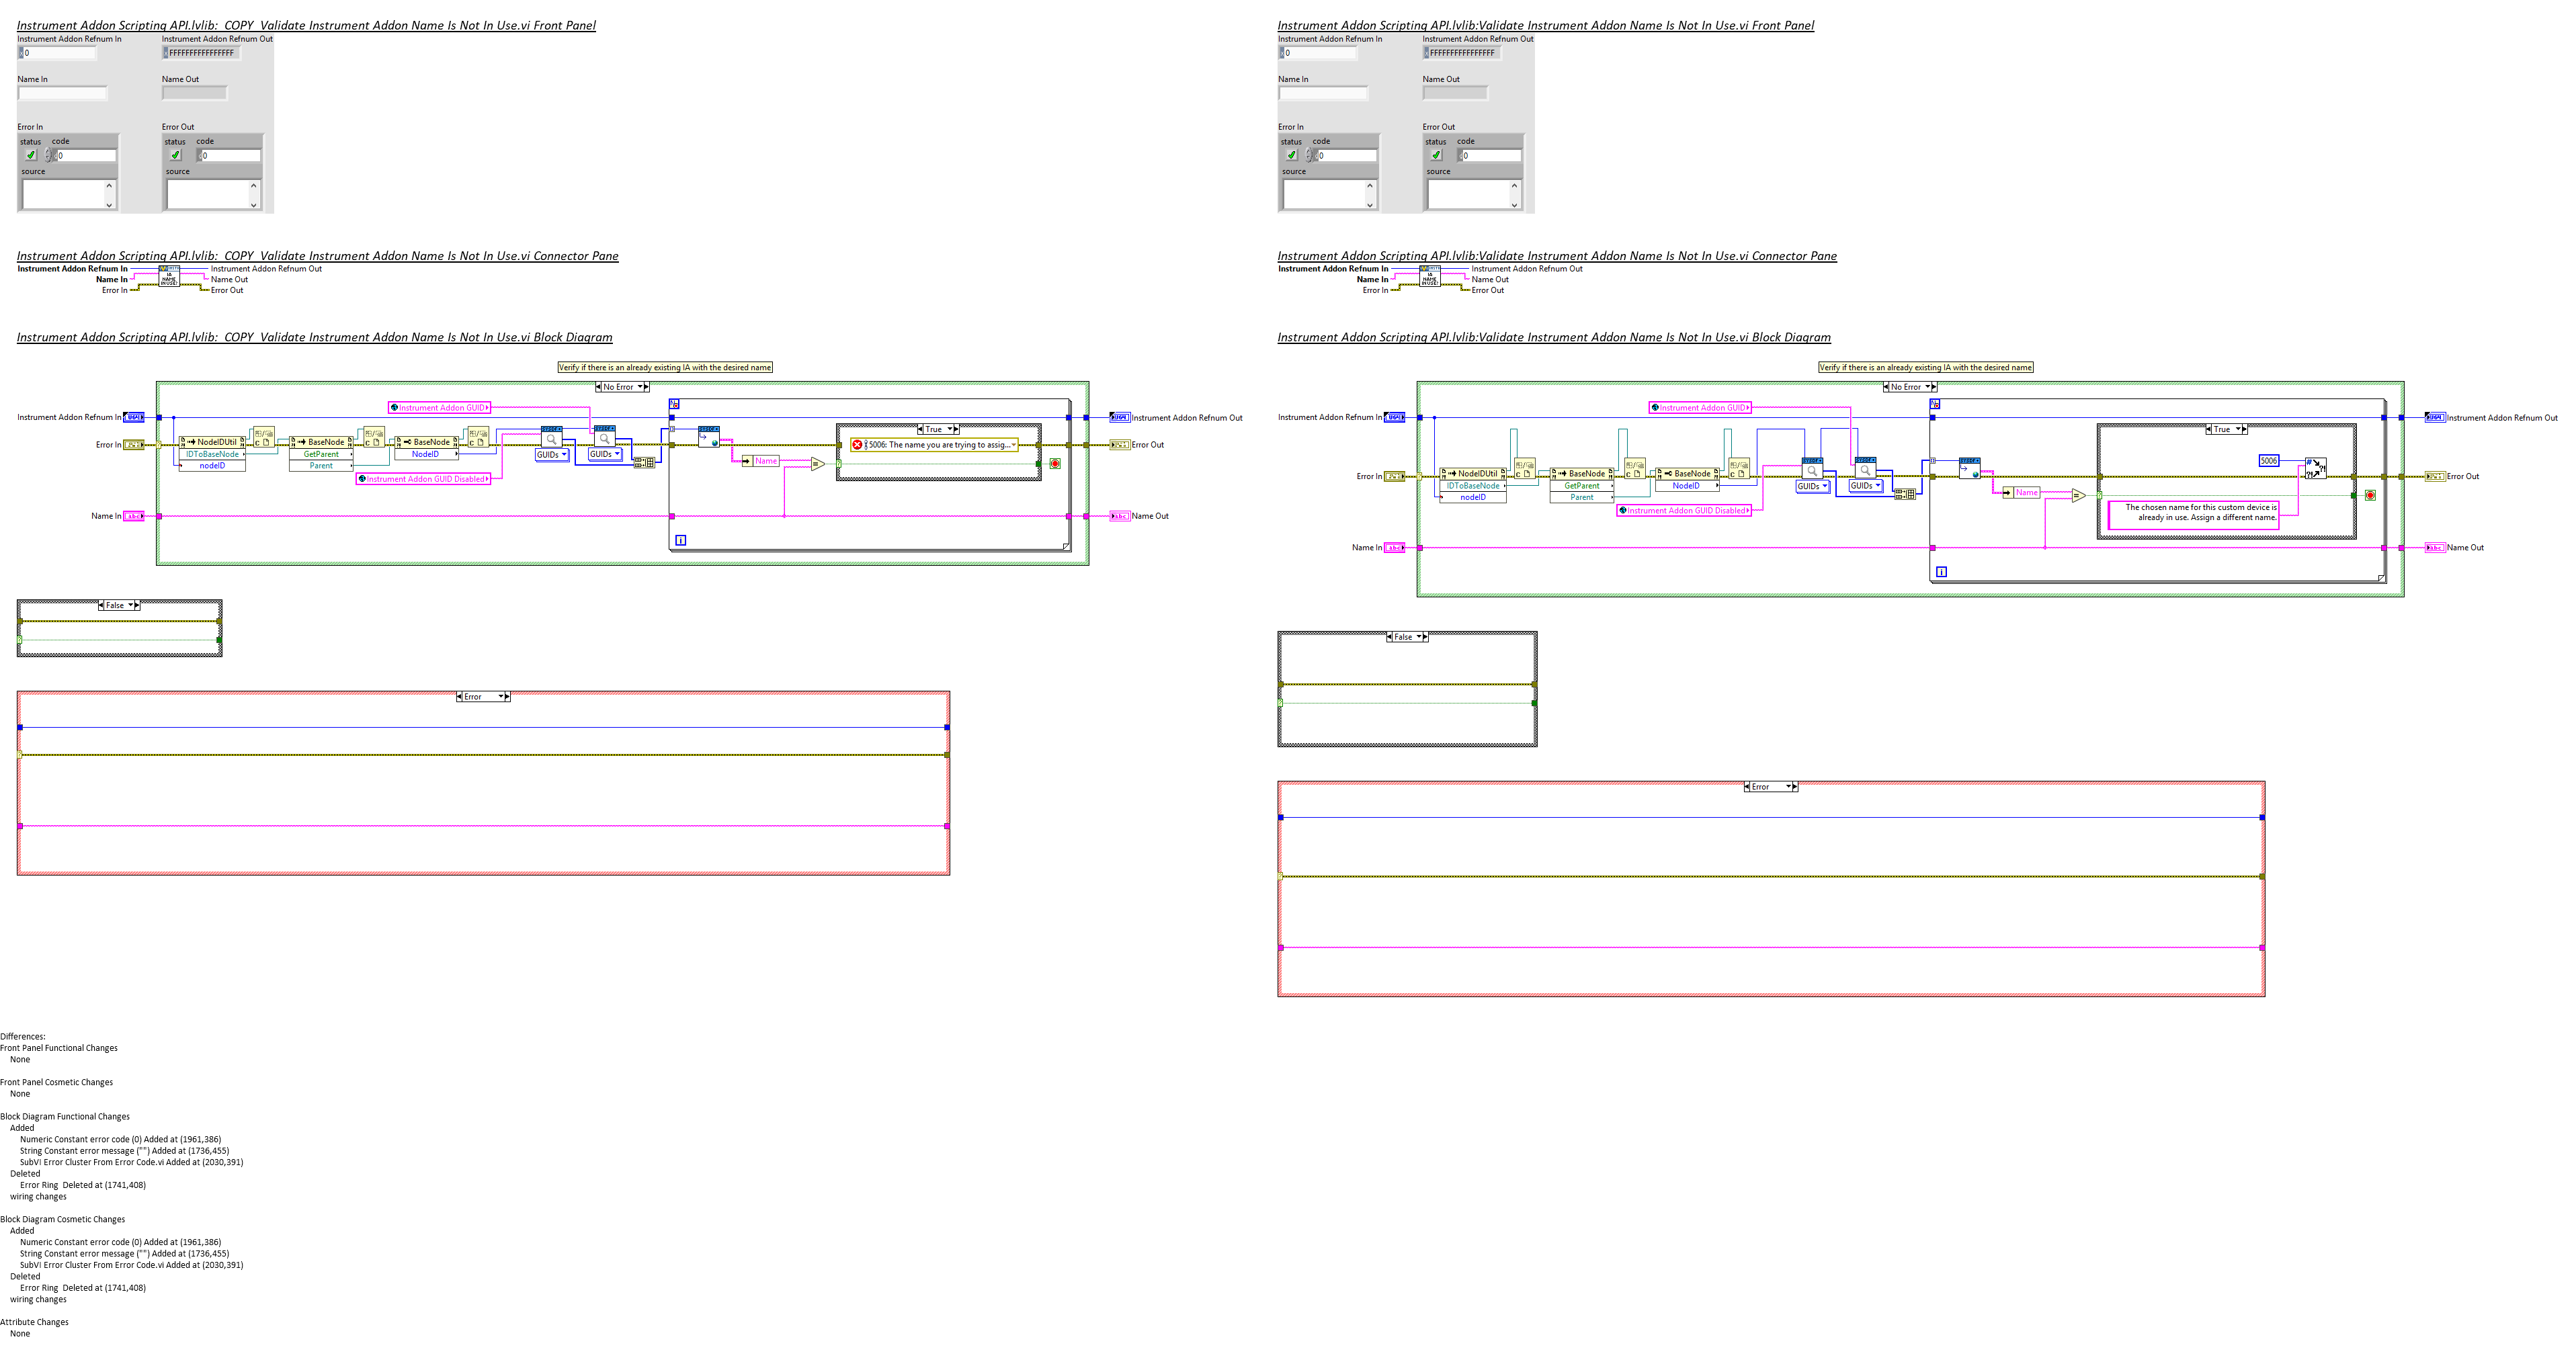 Instrument Addon Scripting API.lvlib:_COPY_Validate Instrument Addon Name Is Not In Use.vi Front Panel
Instrument Addon Refnum In
Instrument Addon Refnum Out
0
FFFFFFFFFFFFFFFF
Name In
Name Out
Error In
Error Out
status code
status code
0
0
source
source
Instrument Addon Scripting API.lvlib:_COPY_Validate Instrument Addon Name Is Not In Use.vi Connector Pane
Instrument Addon Refnum In
Instrument Addon Refnum Out
Name In
IA NAME IN USE?
Name Out
Error In
Error Out
Instrument Addon Scripting API.lvlib:_COPY_Validate Instrument Addon Name Is Not In Use.vi Block Diagram
Verify if there is an already existing IA with the desired name
No Error
Instrument Addon GUID
Instrument Addon Refnum In
Instrument Addon Refnum Out
True
Error In
NodeIDUtil
IDToBaseNode
nodeID
BaseNode
GetParent
Parent
BaseNode
NodeID
GUIDs
GUIDs
5006: The name you are trying to assig...
Error Out
Name
Instrument Addon GUID Disabled
Name In
abc
abc
Name Out
i
False
Error
Instrument Addon Scripting API.lvlib:Validate Instrument Addon Name Is Not In Use.vi Front Panel
Instrument Addon Refnum In
Instrument Addon Refnum Out
0
FFFFFFFFFFFFFFFF
Name In
Name Out
Error In
Error Out
status code
status code
0
0
source
source
Instrument Addon Scripting API.lvlib:Validate Instrument Addon Name Is Not In Use.vi Connector Pane
Instrument Addon Refnum In
Instrument Addon Refnum Out
Name In
IA NAME IN USE?
Name Out
Error In
Error Out
Instrument Addon Scripting API.lvlib:Validate Instrument Addon Name Is Not In Use.vi Block Diagram
Verify if there is an already existing IA with the desired name
No Error
Instrument Addon GUID
Instrument Addon Refnum In
Instrument Addon Refnum Out
True
5006
Error In
NodeIDUtil
IDToBaseNode
nodeID
BaseNode
GetParent
Parent
BaseNode
NodeID
GUIDs
GUIDs
Error Out
Name
Instrument Addon GUID Disabled
The chosen name for this custom device is
already in use. Assign a different name.
Name In
abc
abc
Name Out
i
False
Error
Differences:
Front Panel Functional Changes
None
Front Panel Cosmetic Changes
None
Block Diagram Functional Changes
Added
Numeric Constant error code (0) Added at (1961,386)
String Constant error message ("") Added at (1736,455)
SubVI Error Cluster From Error Code.vi Added at (2030,391)
Deleted
Error Ring  Deleted at (1741,408)
wiring changes
Block Diagram Cosmetic Changes
Added
Numeric Constant error code (0) Added at (1961,386)
String Constant error message ("") Added at (1736,455)
SubVI Error Cluster From Error Code.vi Added at (2030,391)
Deleted
Error Ring  Deleted at (1741,408)
wiring changes
Attribute Changes
None